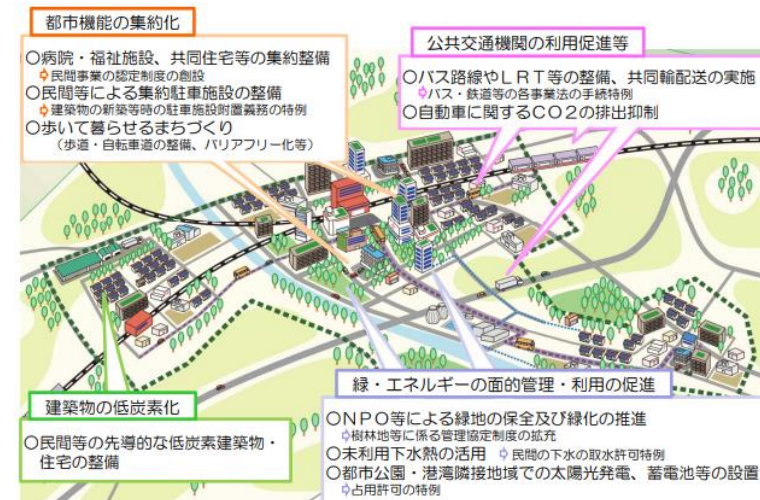 都市機能の集約化
○病院・福祉施設、共同住宅等の集約整備
⇨民間事業の認定制度の創設
○民間等による集約駐車施設の整備
⇨建築物の新築等時の駐車施設附置義務の特例
○歩いて暮らせるまちづくり
（歩道・自転車道の整備、バリアフリー化等）
公共交通機関の利用促進等
○バス路線やLRT等の整備、共同輸配送の実施
⇨バス・鉄道等の各事業法の手続特例
○自動車に関するCO2の排出抑制
建築物の低炭素化
○民間等の先導的な低炭素建築物・
住宅の整備
緑・エネルギーの面的管理・利用の促進
○NPO等による緑地の保全及び緑化の推進
⇨樹林地等に係る管理協定制度の拡充
○未利用下水熱の活用 ⇨民間の下水の取水許可特例
○都市公園・港湾隣接地域での太陽光発電、蓄電池等の設置
⇨占用許可の特例